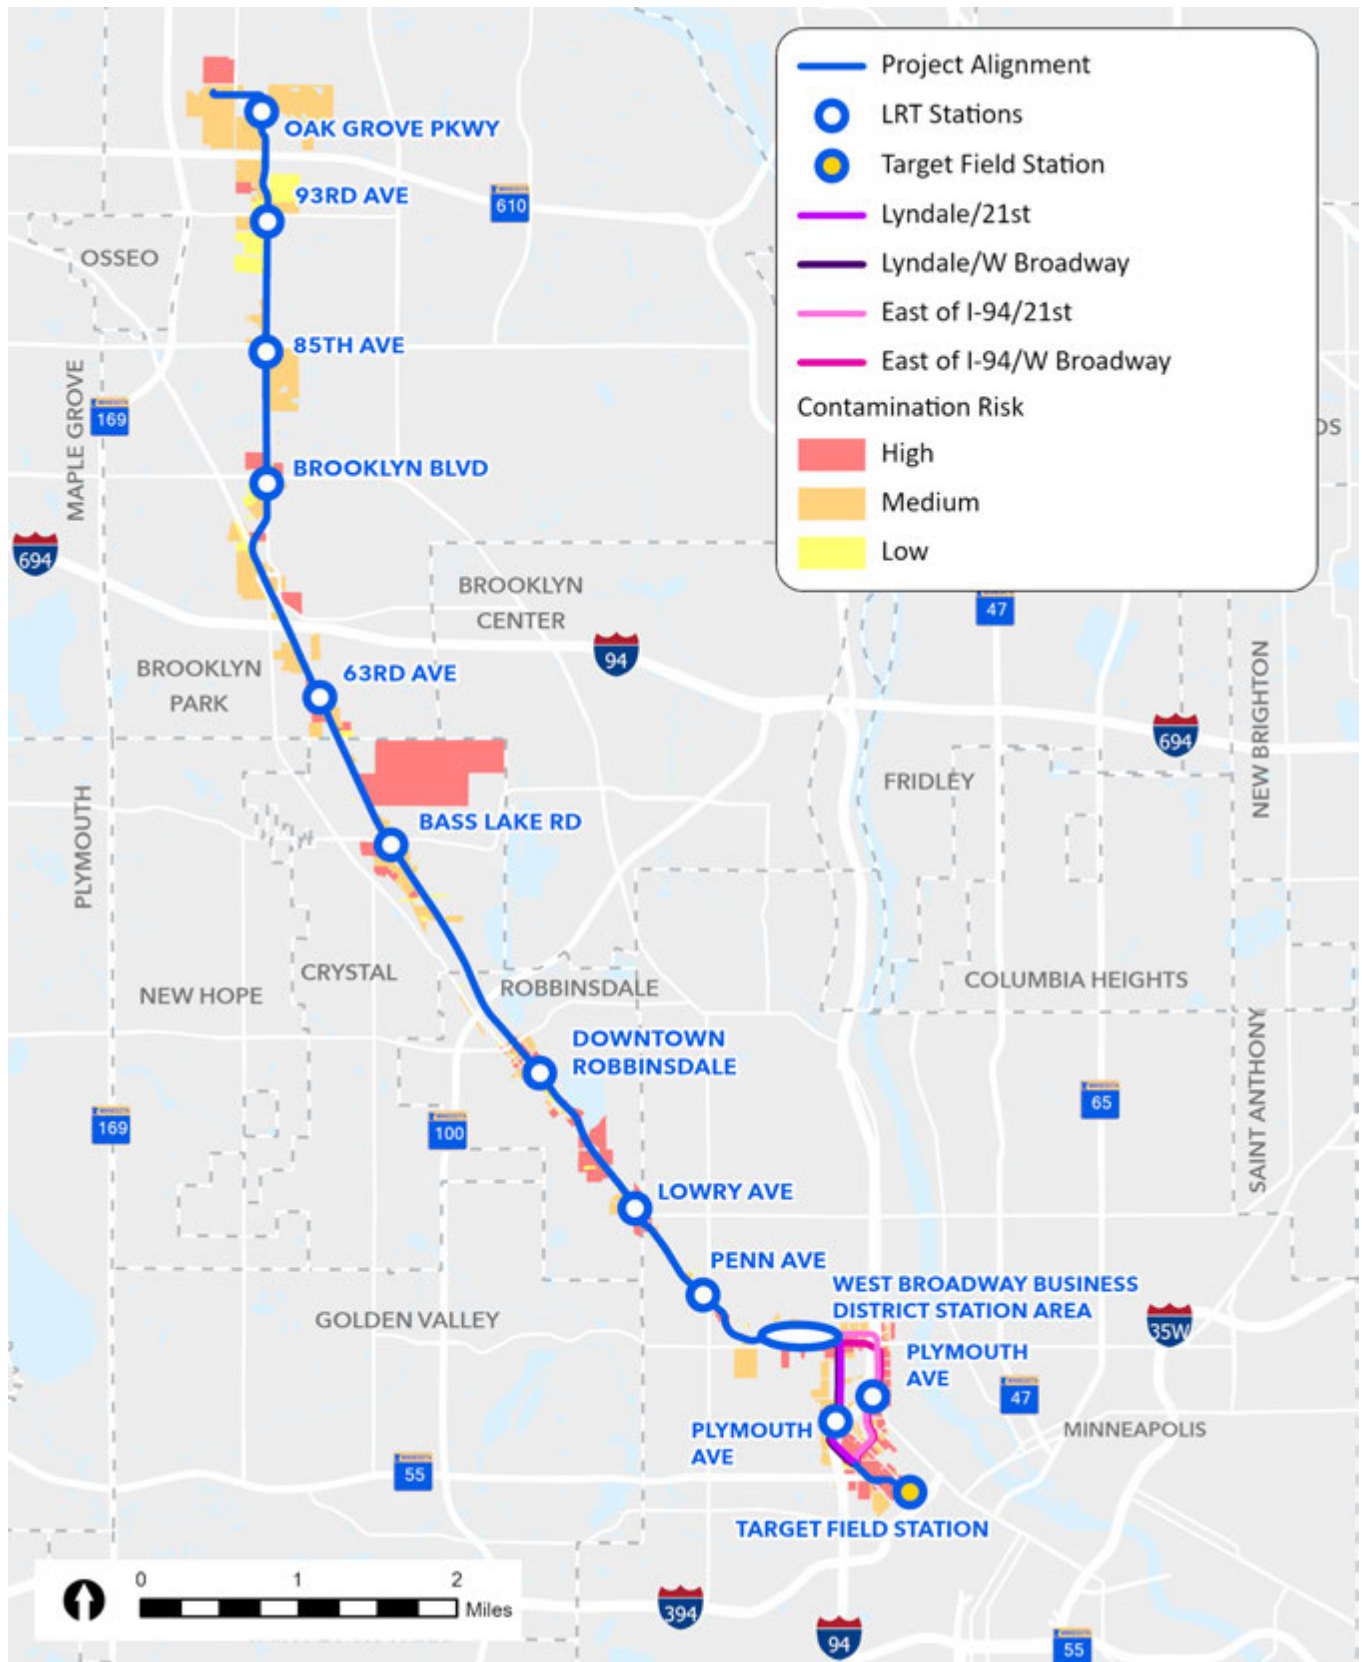 Project Alignment
LRT Stations
Target Field Station
Lyndale/21st
Lyndale/W Broadway
East of I-94/21st
East of I-94/W Broadway
Contamination Risk
High
Medium
Low
OAK GROVE PKWY
93RD AVE
610
OSSEO
85TH AVE
MAPLE GROVE
169
BROOKLYN BLVD
694
BROOKLYN
CENTER
47
94
BROOKLYN
PARK
63RD AVE
694
NEW BRIGHTON
FRIDLEY
PLYMOUTH
BASS LAKE RD
CRYSTAL
NEW HOPE
ROBBINSDALE
COLUMBIA HEIGHTS
DOWNTOWN
ROBBINSDALE
SAINT ANTHONY
65
169
100
LOWRY AVE
PENN AVE
WEST BROADWAY BUSINESS
DISTRICT STATION AREA
GOLDEN VALLEY
35W
PLYMOUTH
AVE
47
PLYMOUTH
AVE
MINNEAPOLIS
55
TARGET FIELD STATION
0 1 2
Miles
394
94
55